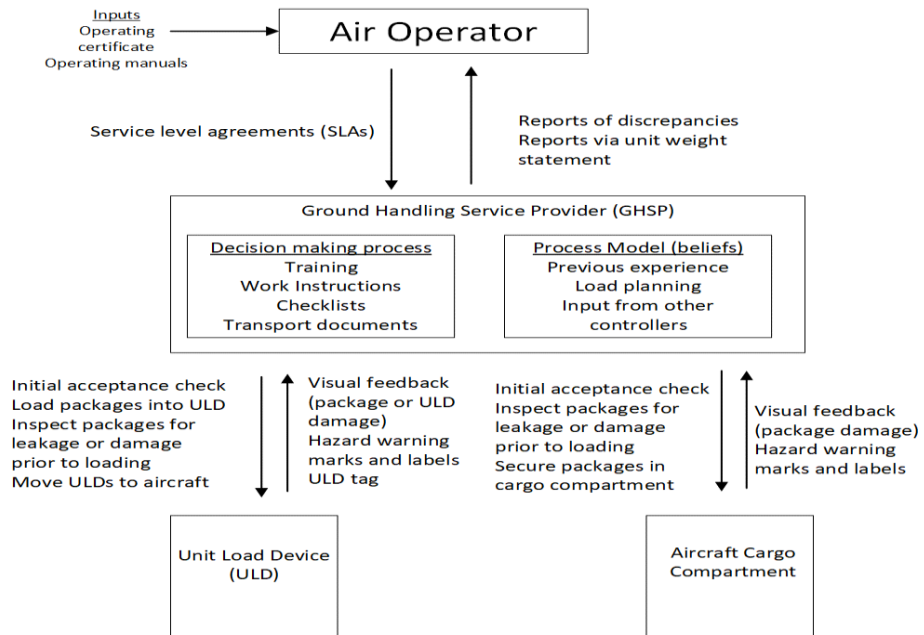 Inputs
Operating
certificate
Operating manuals
Air Operator
Service level agreements (SLAs)
Reports of discrepancies
Reports via unit weight
statement
Ground Handling Service Provider (GHSP)
Decision making process
Training
Work Instructions
Checklists
Transport documents
Process Model (beliefs)
Previous experience
Load planning
Input from other
controllers
Initial acceptance check
Load packages into ULD
Inspect packages for
leakage or damage
prior to loading
Move ULDs to aircraft
Visual feedback
(package or ULD
damage)
Hazard warning
marks and labels
ULD tag
Initial acceptance check
Inspect packages for
leakage or damage
prior to loading
Secure packages in
cargo compartment
Visual feedback
(package damage)
Hazard warning
marks and labels
Unit Load Device
(ULD)
Aircraft Cargo
Compartment